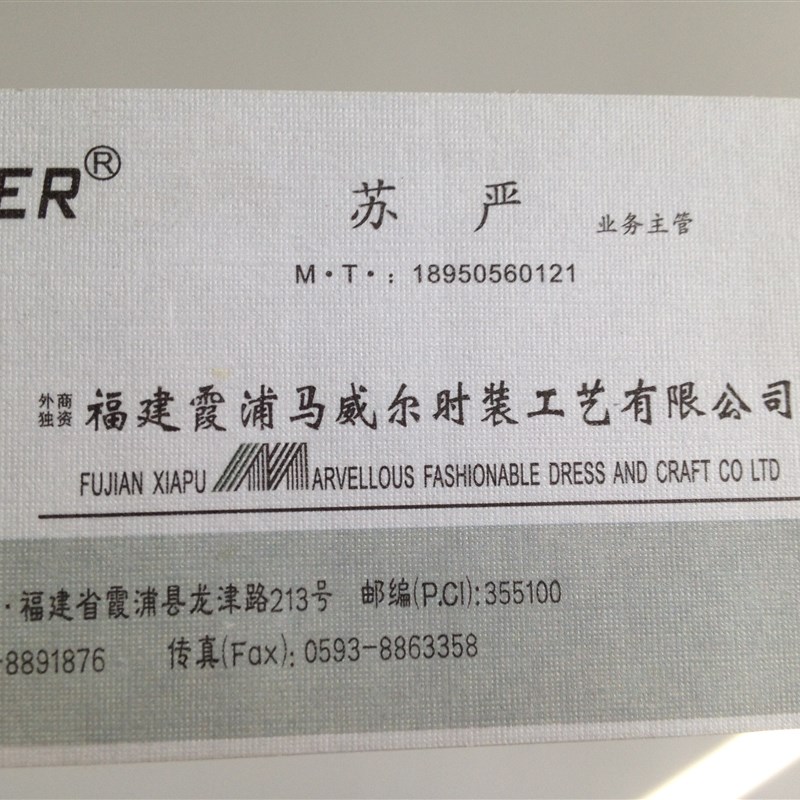 ER®
苏 严 业务主管
M·T·: 18950560121
外商独资 福建霞浦马威尔时装工艺有限公司
FUJIAN XIAPU MARVELLOUS FASHIONABLE DRESS AND CRAFT CO LTD
·福建省霞浦县龙津路213号 邮编(P.C):355100
-8891876 传真(Fax): 0593-8863358